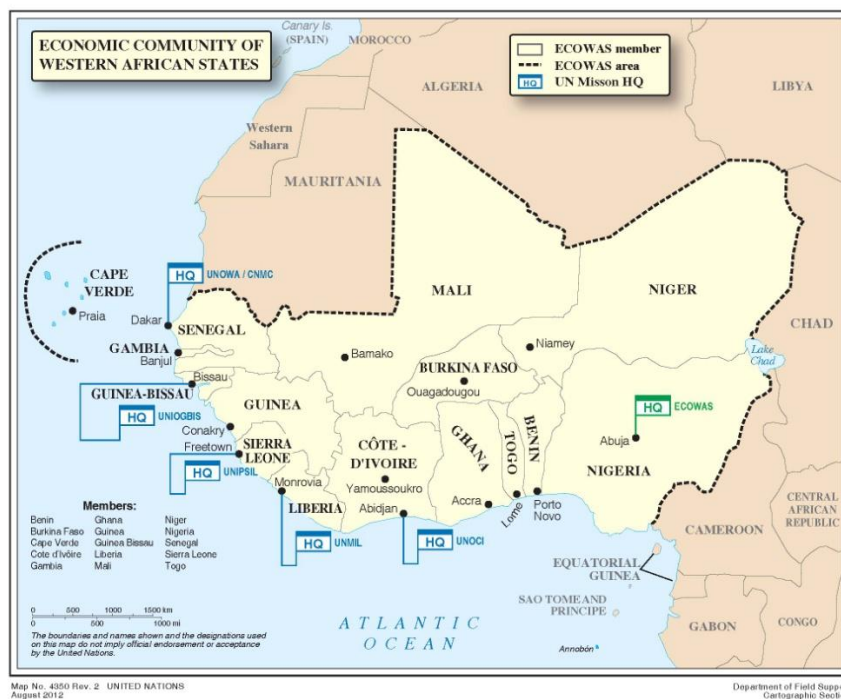 ECONOMIC COMMUNITY OF
WESTERN AFRICAN STATES
Canary Is.
(SPAIN)
MOROCCO
ECOWAS member
ECOWAS area
HQ UN Misson HQ
ALGERIA
LIBYA
Western
Sahara
MAURITANIA
CAPE
VERDE
Praia
HQ UNOWA / CNMC
Dakar
MALI
NIGER
CHAD
SENEGAL
GAMBIA
Banjul
Bamako
Niamey
Lake
Chad
BURKINA FASO
Ouagadougou
Bissau
GUINEA-BISSAU
HQ UNIOGBIS
GUINEA
Conakry
Freetown
SIERRA
LEONE
HQ UNIPSIL
CÔTE -
D'IVOIRE
Yamoussoukro
GHANA
TOGO
BENIN
HQ ECOWAS
Abuja
NIGERIA
Monrovia
LIBERIA
Abidjan
Accra
Lome
Porto
Novo
HQ UNMIL
HQ UNOCI
CENTRAL
AFRICAN
REPUBLIC
CAMEROON
EQUATORIAL
GUINEA
SAO TOME AND
PRINCIPE
GABON
CONGO
Annobón
ATLANTIC
OCEAN
Members:
Benin Ghana Niger
Burkina Faso Guinea Nigeria
Cape Verde Guinea Bissau Senegal
Cote d'Ivòire Liberia Sierra Leone
Gambia Mali Togo
0 500 1000 1500 km
0 500 1000 mi
The boundaries and names shown and the designations used
on this map do not imply official endorsement or acceptance
by the United Nations.
Map No. 4350 Rev. 2 UNITED NATIONS
August 2012
Department of Field Supp
Cartographic Sectio